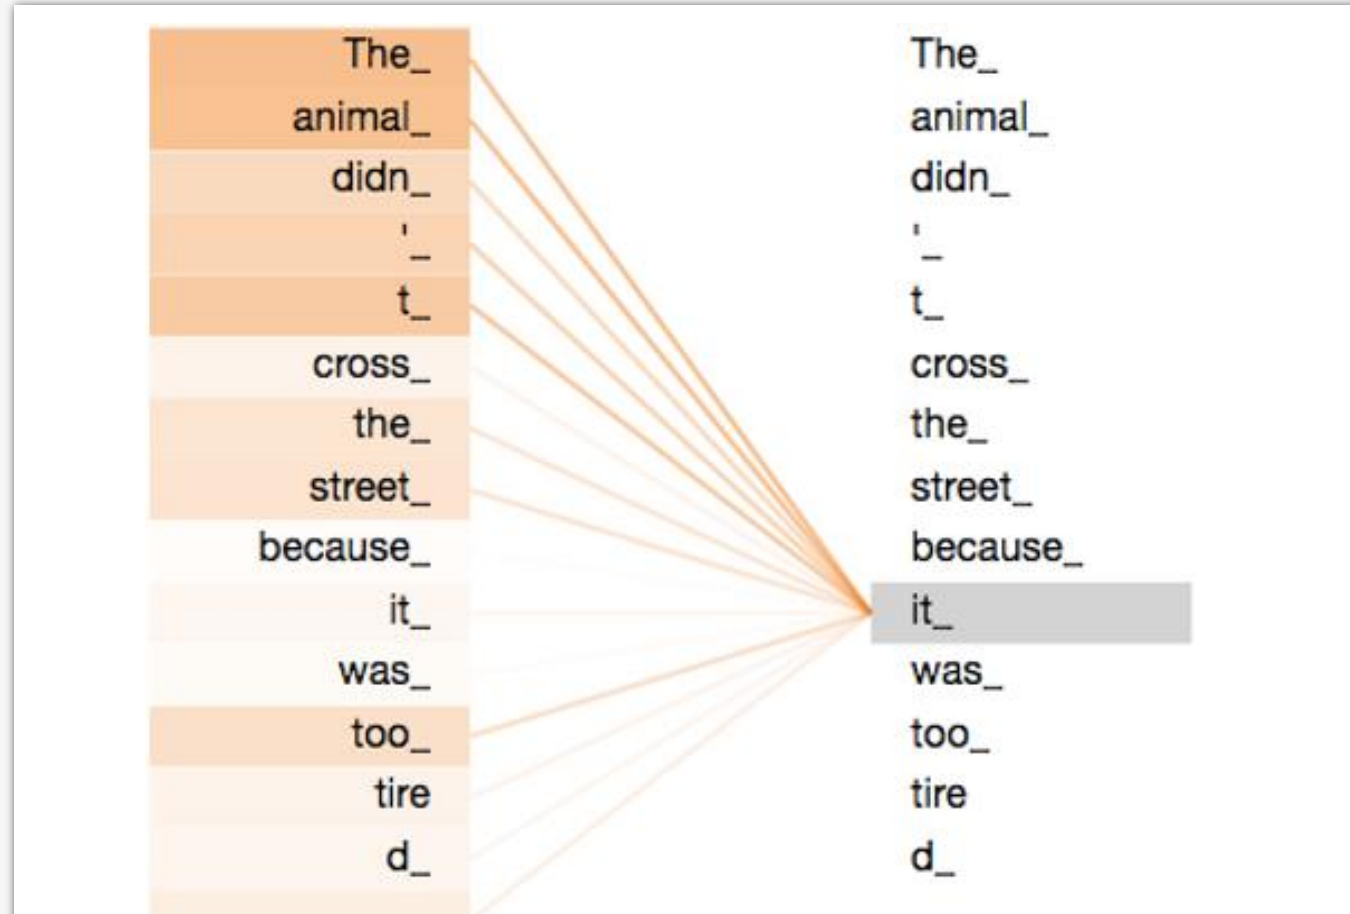 The_ The_
animal_ animal_
didn_ didn_
'_ '_
t_ t_
cross_ cross_
the_ the_
street_ street_
because_ because_
it_ it_
was_ was_
too_ too_
tire tire
d_ d_